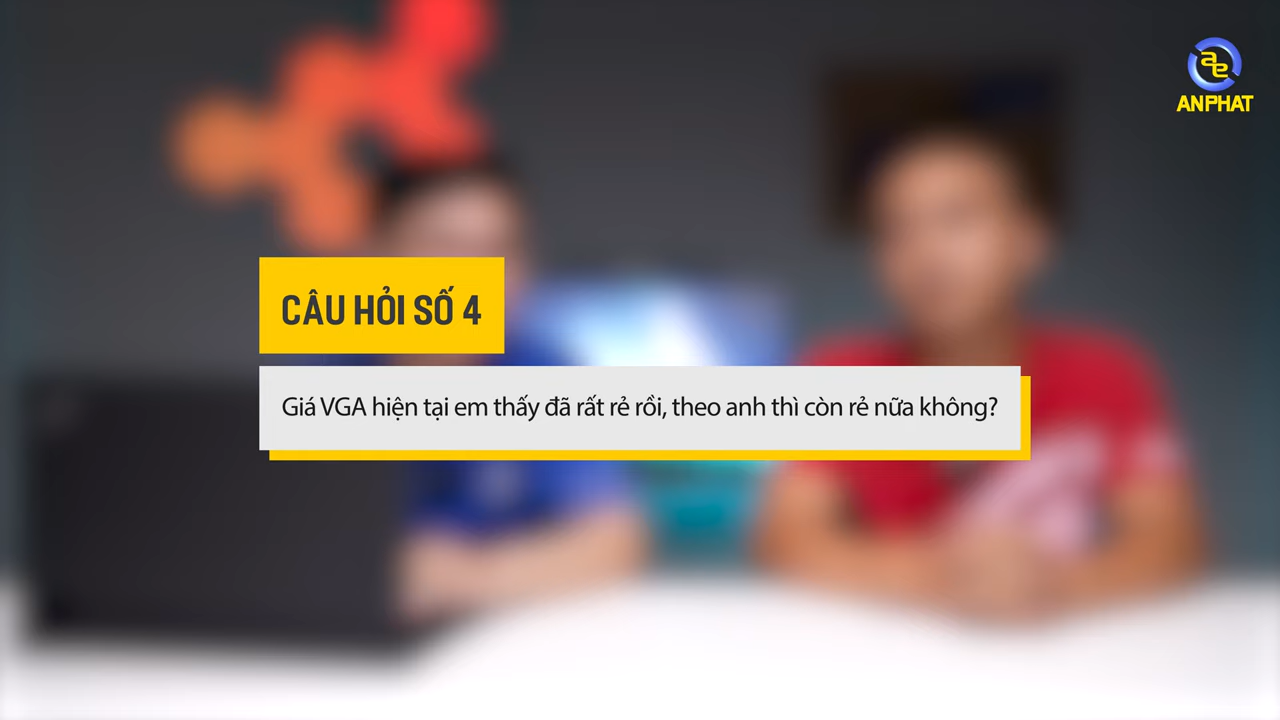 ae
ANPHAT
CÂU HỎI SỐ 4
Giá VGA hiện tại em thấy đã rất rẻ rồi, theo anh thì còn rẻ nữa không?